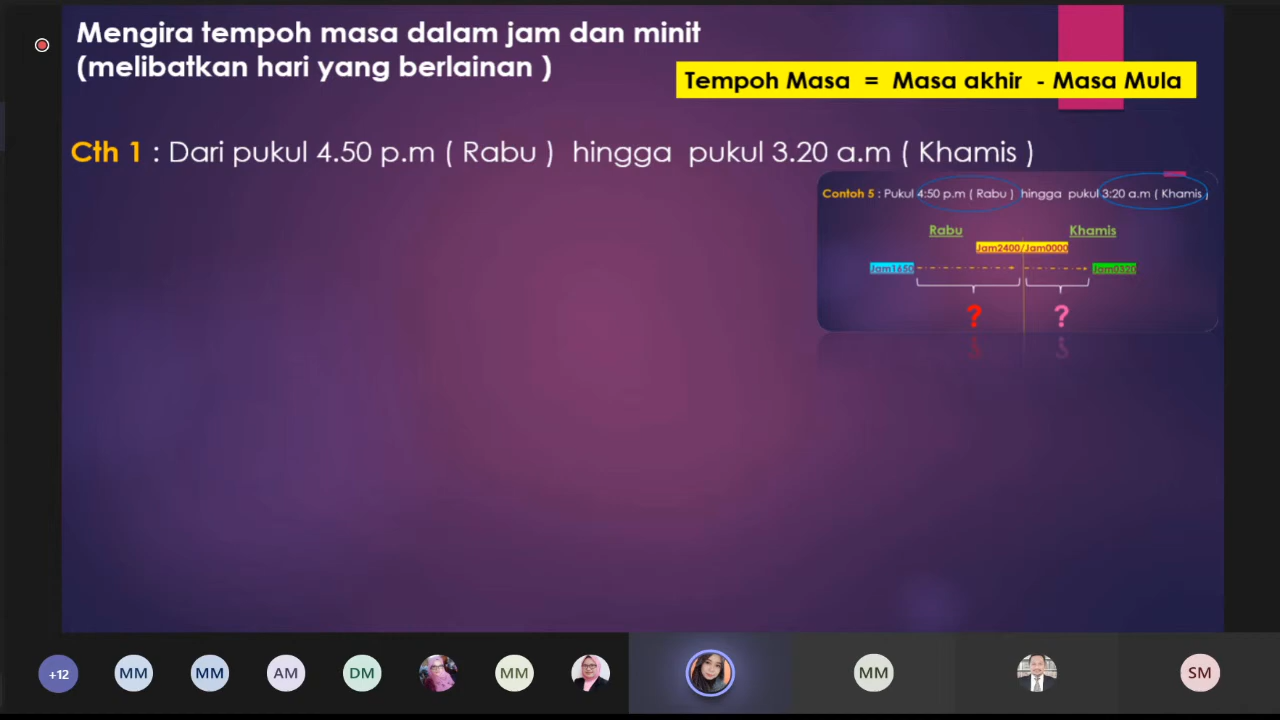 Mengira tempoh masa dalam jam dan minit
(melibatkan hari yang berlainan )
Tempoh Masa = Masa akhir - Masa Mula
Cth 1 : Dari pukul 4.50 p.m ( Rabu ) hingga pukul 3.20 a.m ( Khamis )
Contoh 5 : Pukul 4:50 p.m ( Rabu ) hingga pukul 3:20 a.m ( Khamis )
Rabu Khamis
Jam2400/Jam0000
Jam1650 Jam0320
? ?
+12 MM MM AM DM MM MM SM